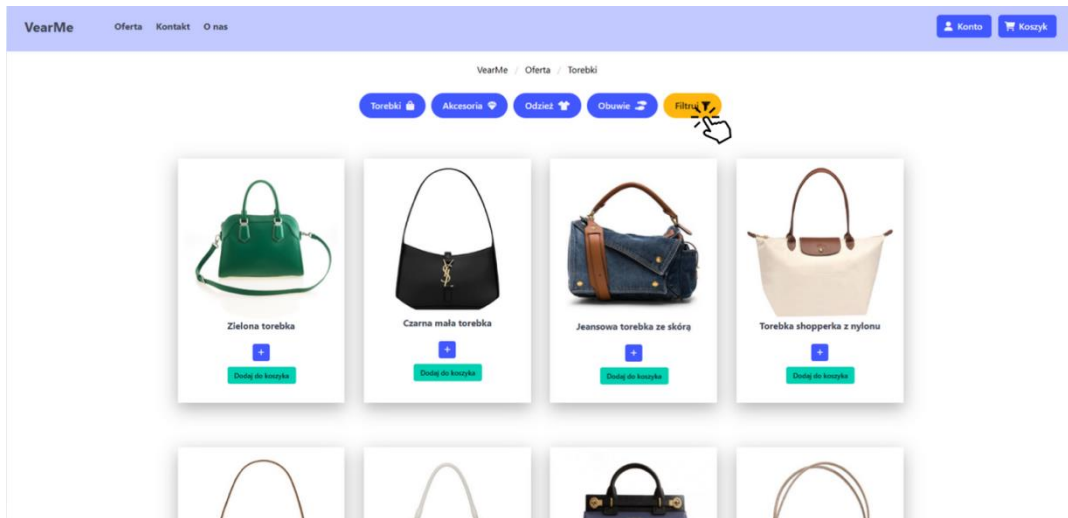 VearMe Oferta Kontakt O nas Konto Koszyk
VearMe / Oferta / Torebki
Torebki Akcesoria Odzież Obuwie Filtruj
Zielona torebka Czarna mała torebka Jeansowa torebka ze skórą Torebka shopperka z nylonu
+ + + +
Dodaj do koszyka Dodaj do koszyka Dodaj do koszyka Dodaj do koszyka